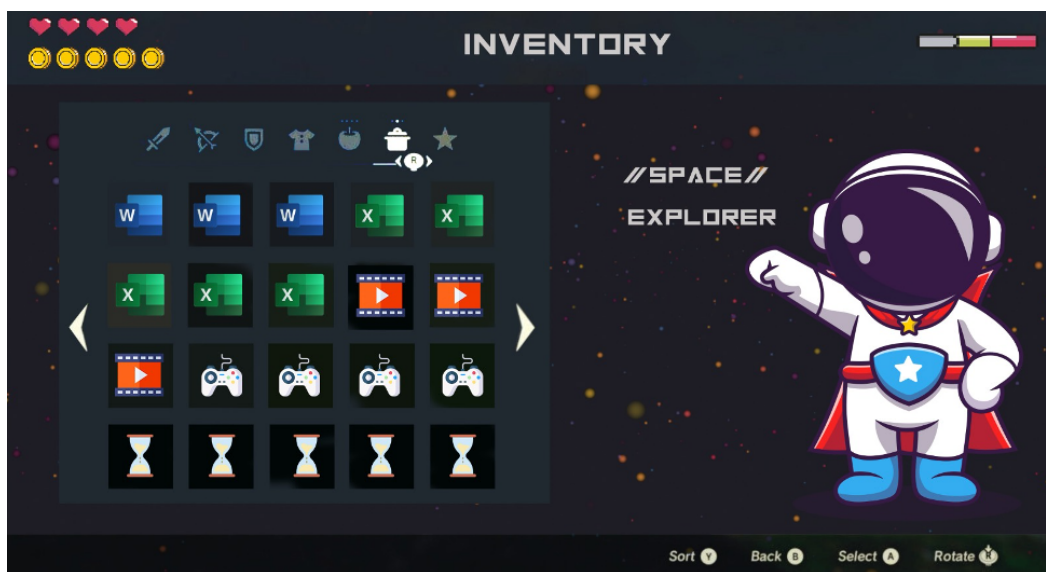 INVENTORY
R
//SPACE//
EXPLORER
W W W X X
X X X
Sort Y Back B Select A Rotate R